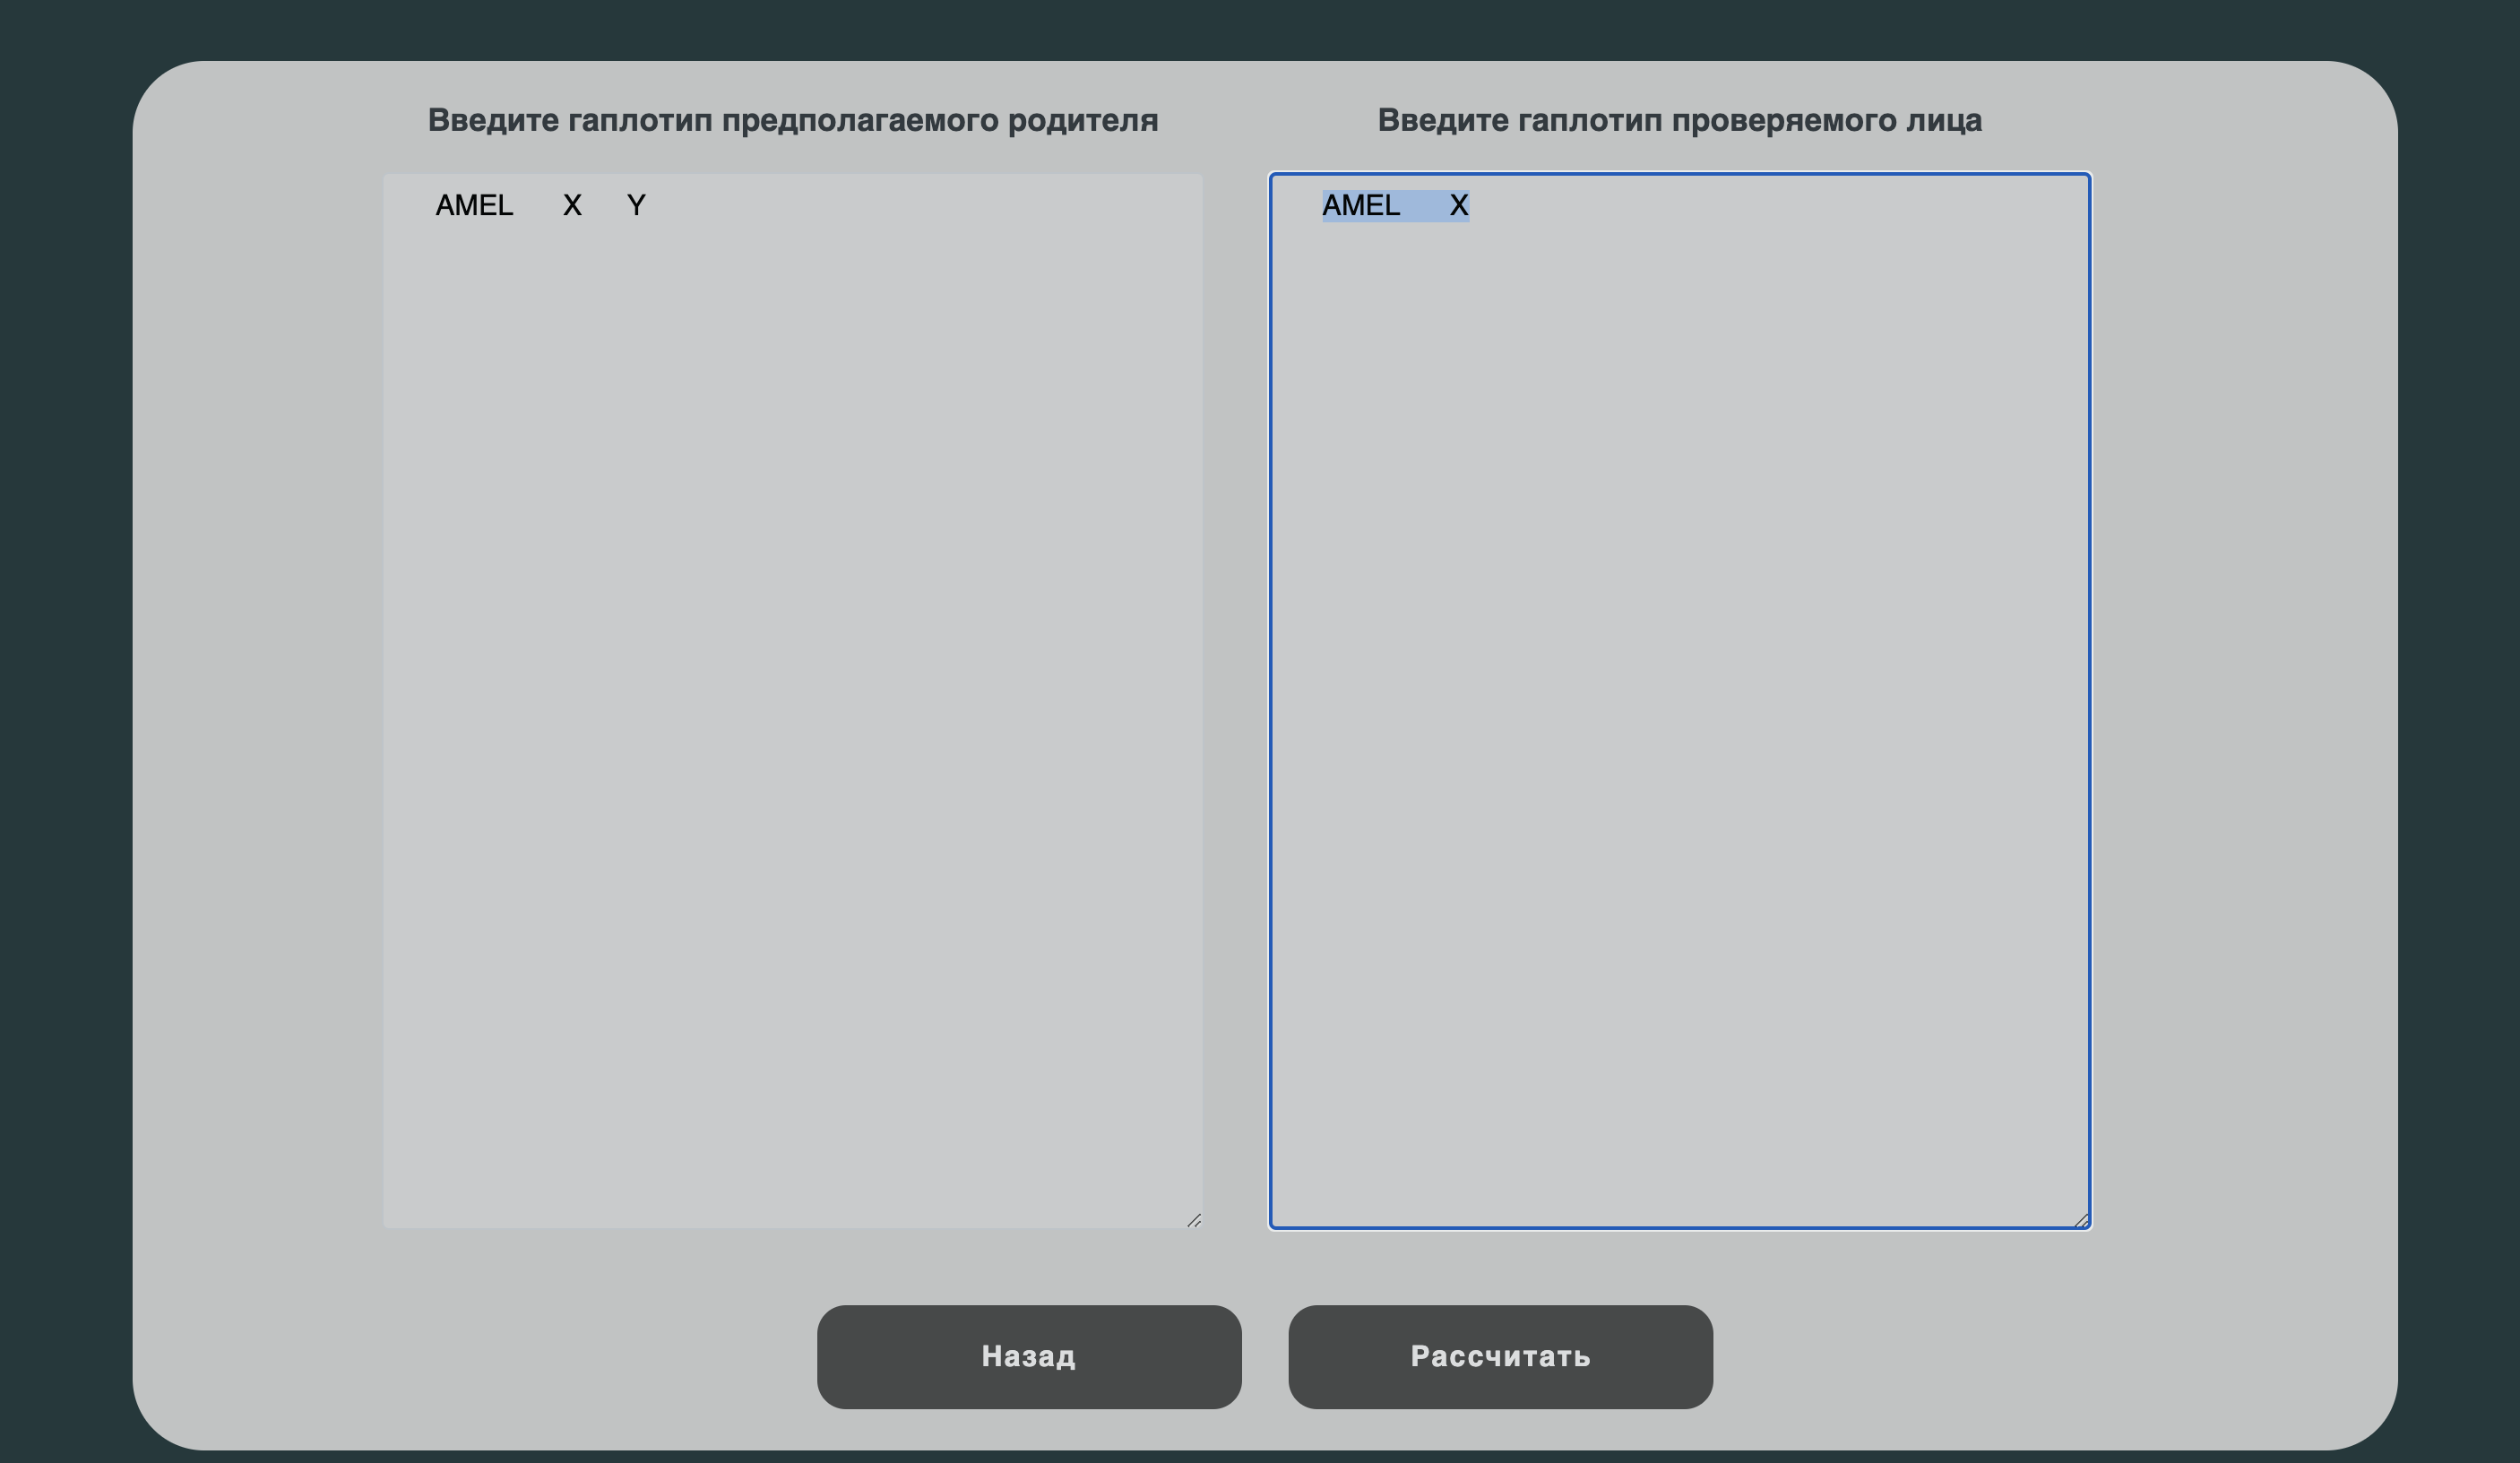 Введите гаплотип предполагаемого родителя
AMEL X Y
Введите гаплотип проверяемого лица
AMEL X
Назад
Рассчитать